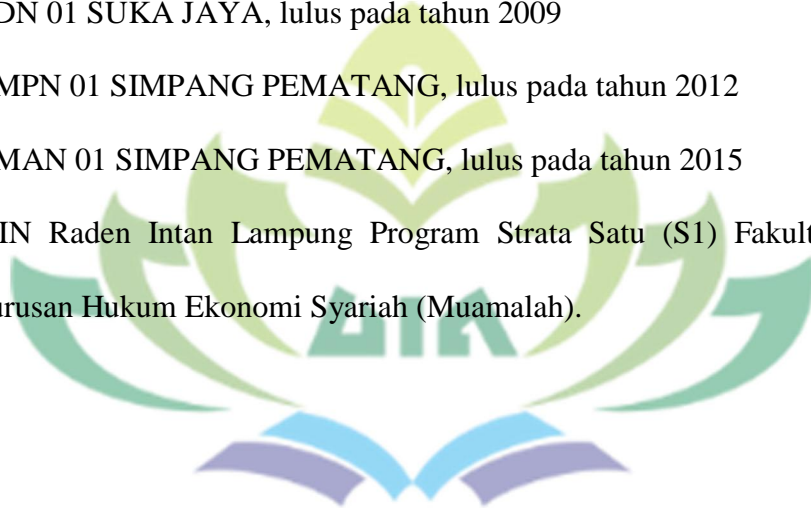 DN 01 SUKA JAYA, lulus pada tahun 2009
MPN 01 SIMPANG PEMATANG, lulus pada tahun 2012
MAN 01 SIMPANG PEMATANG, lulus pada tahun 2015
IN Raden Intan Lampung Program Strata Satu (S1) Fakult
urusan Hukum Ekonomi Syariah (Muamalah).